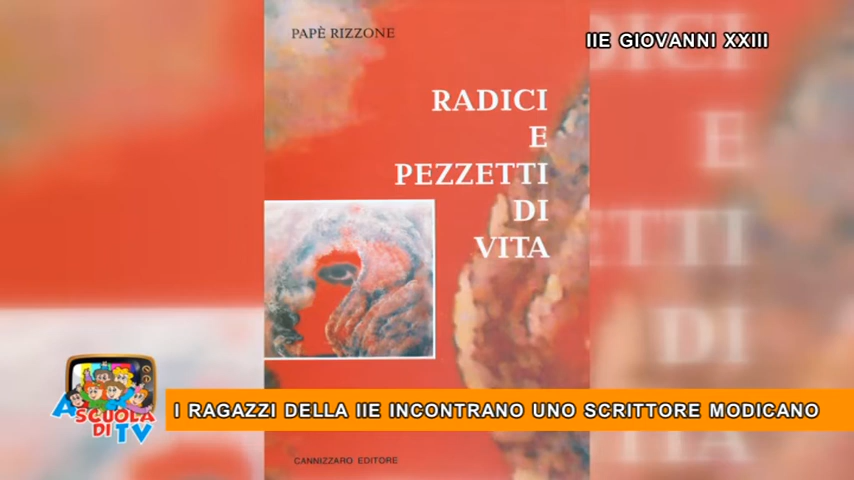 PAPÈ RIZZONE
IIE GIOVANNI XXIII
RADICI
E
PEZZETTI
DI
VITA
A SCUOLA
DI TV
I RAGAZZI DELLA IIE INCONTRANO UNO SCRITTORE MODICANO
CANNIZZARO EDITORE